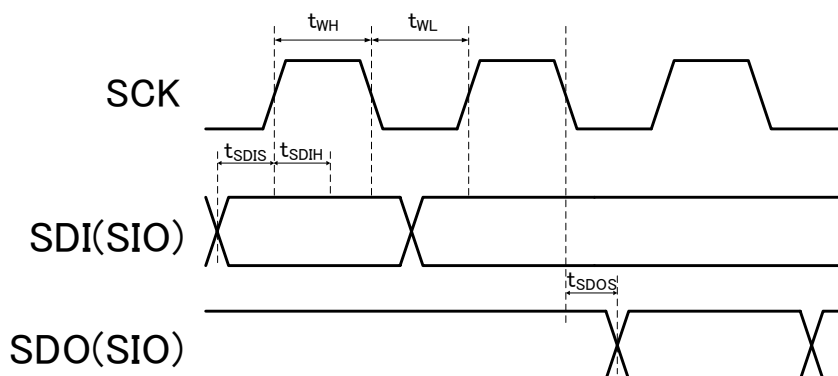 tWH tWL
SCK
tSDIS tSDIH
SDI(SIO)
tSDOS
SDO(SIO)